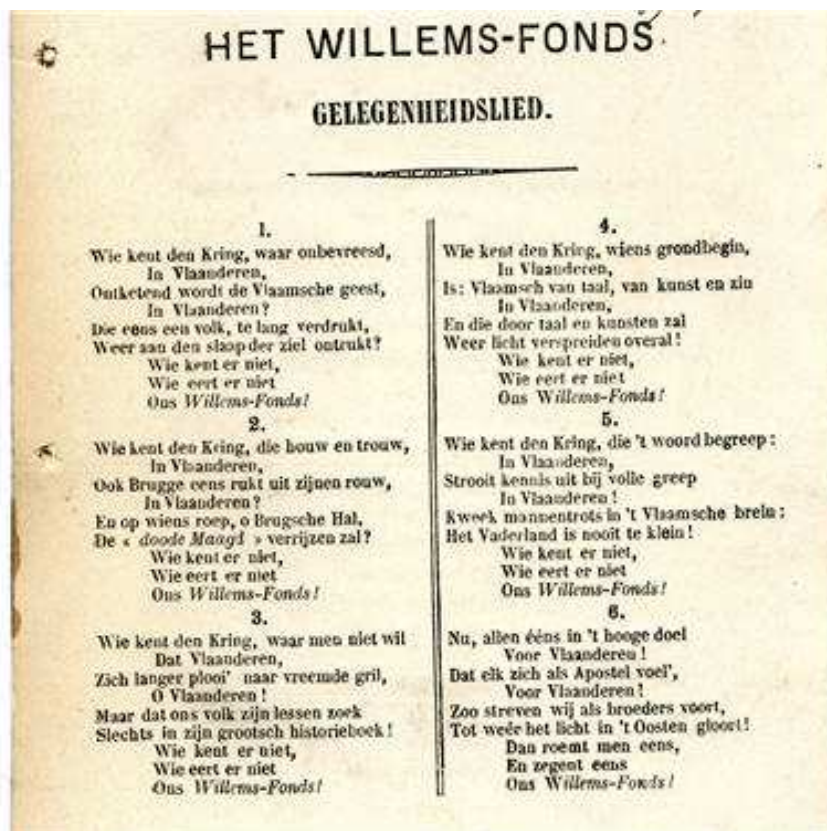 HET WILLEMS-FONDS.
GELEGENHEIDSLIED.
1.
Wie kent den Kring, waar onbevreesd,
In Vlaanderen,
Ontketend wordt de Vlaamsche geest,
In Vlaanderen?
Die eens een volk, te lang verdrukt,
Weer aan den slaap der ziel ontrukt?
Wie kent er niet,
Wie eert er niet
Ons Willems-Fonds!
2.
Wie kent den Kring, die houw en trouw,
In Vlaanderen,
Ook Brugge eens rukt uit zijnen rouw,
In Vlaanderen?
En op wiens roep, o Brugsche Hal,
De « doode Maagd » verrijzen zal?
Wie kent er niet,
Wie eert er niet
Ons Willems-Fonds!
3.
Wie kent den Kring, waar men niet wil
Dat Vlaanderen,
Zich langer plooi' naar vreemde gril,
O Vlaanderen!
Maar dat ons volk zijn lessen zoek
Slechts in zijn grootsch historieboek!
Wie kent er niet,
Wie eert er niet
Ons Willems-Fonds!
4.
Wie kent den Kring, wiens grondbegin,
In Vlaanderen,
Is: Vlaamsch van taal, van kunst en zin
In Vlaanderen,
En die door taal en kunsten zal
Weer licht verspreiden overal!
Wie kent er niet,
Wie eert er niet
Ons Willems-Fonds!
5.
Wie kent den Kring, die 't woord begreep:
In Vlaanderen,
Strooit kennis uit bij volle greep
In Vlaanderen!
Kweek mannentrots in 't Vlaamsche brein:
Het Vaderland is nooit te klein!
Wie kent er niet,
Wie eert er niet
Ons Willems-Fonds!
6.
Nu, allen ééns in 't hooge doel
Voor Vlaanderen!
Dat elk zich als Apostel voel',
Voor Vlaanderen!
Zoo streven wij als broeders voort,
Tot weêr het licht in 't Oosten gloort!
Dan roemt men eens,
En zegent eens
Ons Willems-Fonds!